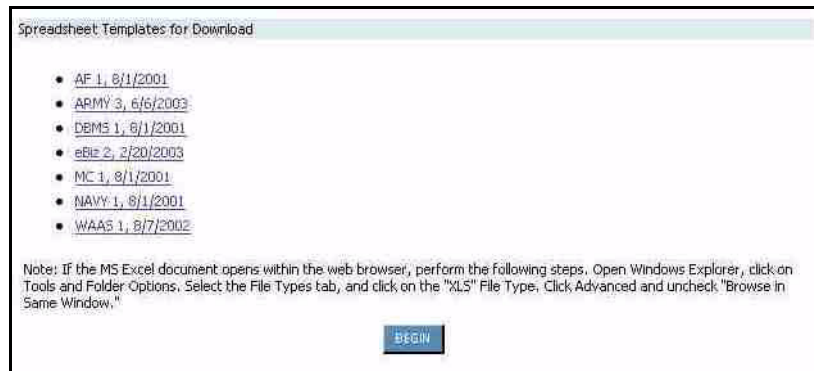 Spreadsheet Templates for Download
AF 1, 8/1/2001
ARMY 3, 6/6/2003
DBMS 1, 8/1/2001
eBiz 2, 2/20/2003
MC 1, 8/1/2001
NAVY 1, 8/1/2001
WAAS 1, 8/7/2002
Note: If the MS Excel document opens within the web browser, perform the following steps. Open Windows Explorer, click on
Tools and Folder Options. Select the File Types tab, and click on the "XLS" File Type. Click Advanced and uncheck "Browse in
Same Window."
BEGIN